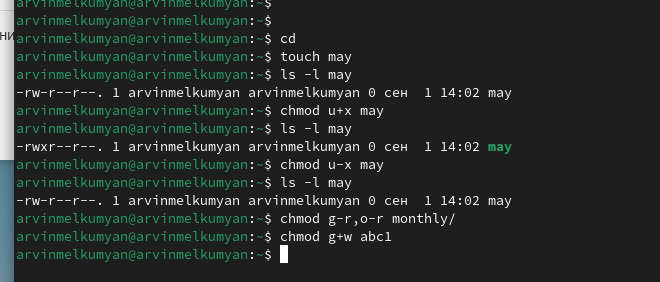 ни
arvinmelkumyan@arvinmelkumyan:~$
arvinmelkumyan@arvinmelkumyan:~$
arvinmelkumyan@arvinmelkumyan:~$ cd
arvinmelkumyan@arvinmelkumyan:~$ touch may
arvinmelkumyan@arvinmelkumyan:~$ ls -l may
-rw-r--r--. 1 arvinmelkumyan arvinmelkumyan 0 сен  1 14:02 may
arvinmelkumyan@arvinmelkumyan:~$ chmod u+x may
arvinmelkumyan@arvinmelkumyan:~$ ls -l may
-rwxr--r--. 1 arvinmelkumyan arvinmelkumyan 0 сен  1 14:02 may
arvinmelkumyan@arvinmelkumyan:~$ chmod u-x may
arvinmelkumyan@arvinmelkumyan:~$ ls -l may
-rw-r--r--. 1 arvinmelkumyan arvinmelkumyan 0 сен  1 14:02 may
arvinmelkumyan@arvinmelkumyan:~$ chmod g-r,o-r monthly/
arvinmelkumyan@arvinmelkumyan:~$ chmod g+w abc1
arvinmelkumyan@arvinmelkumyan:~$